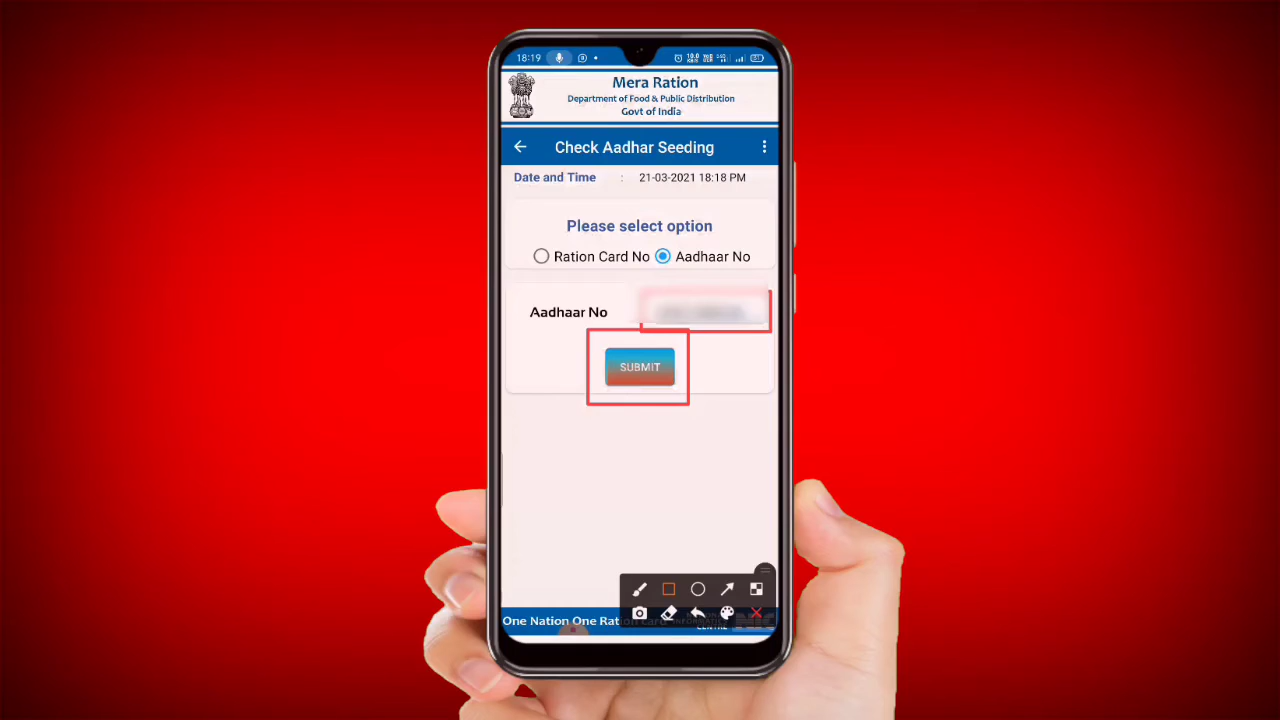 18:19
Mera Ration
Department of Food & Public Distribution
Govt of India
Check Aadhar Seeding
Date and Time : 21-03-2021 18:18 PM
Please select option
Ration Card No Aadhaar No
Aadhaar No
SUBMIT
One Nation One Ration Card